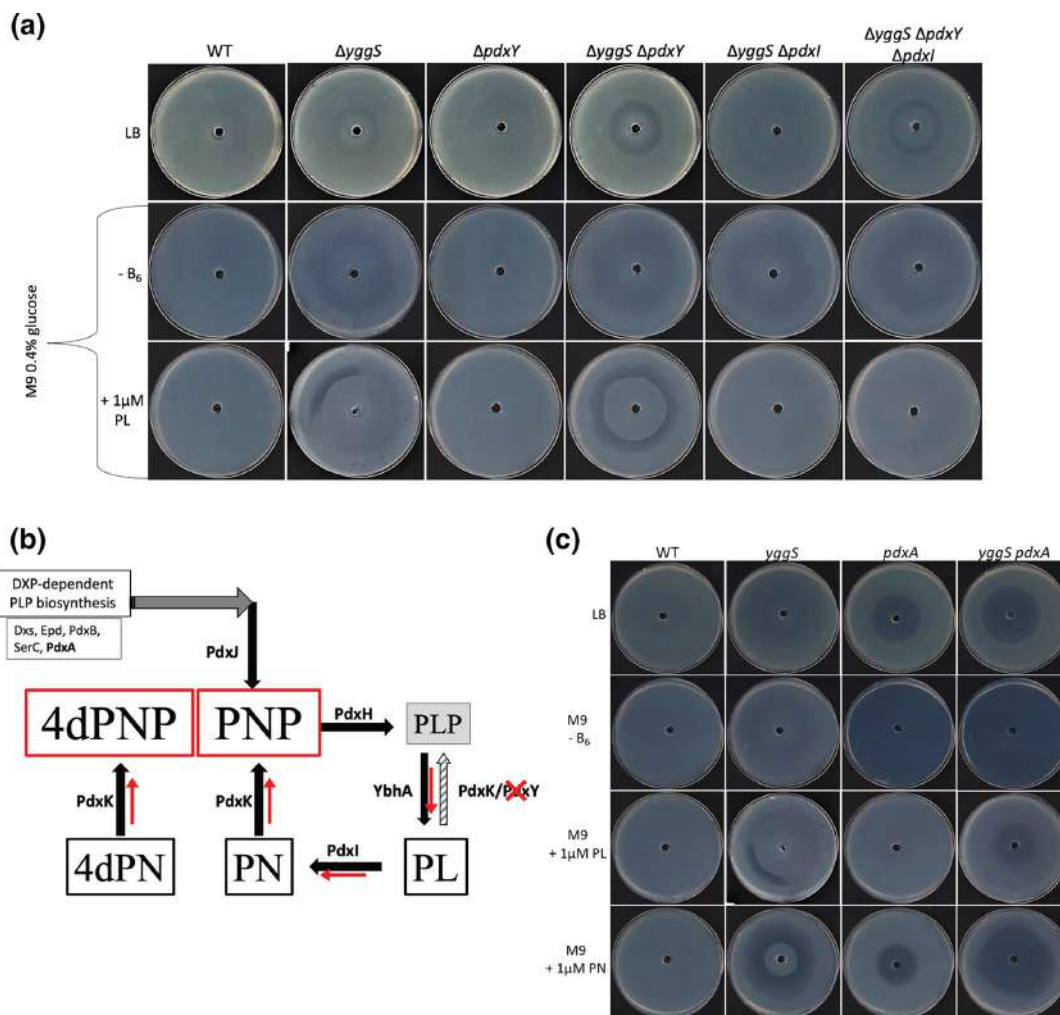 (a)
WT ΔyggS ΔpdxY ΔyggS ΔpdxY ΔyggS ΔpdxI ΔyggS ΔpdxY
ΔpdxI
LB
M9 0.4% glucose
- B₆
+ 1μM
PL
(b)
DXP-dependent
PLP biosynthesis
Dxs, Epd, PdxB,
SerC, PdxA
PdxJ
4dPNP PNP PdxH PLP
PdxK PdxK YbhA PdxK/PdxY
4dPN PN PdxI PL
(c)
WT yggS pdxA yggS pdxA
LB
M9
- B₆
M9
+ 1μM PL
M9
+ 1μM PN